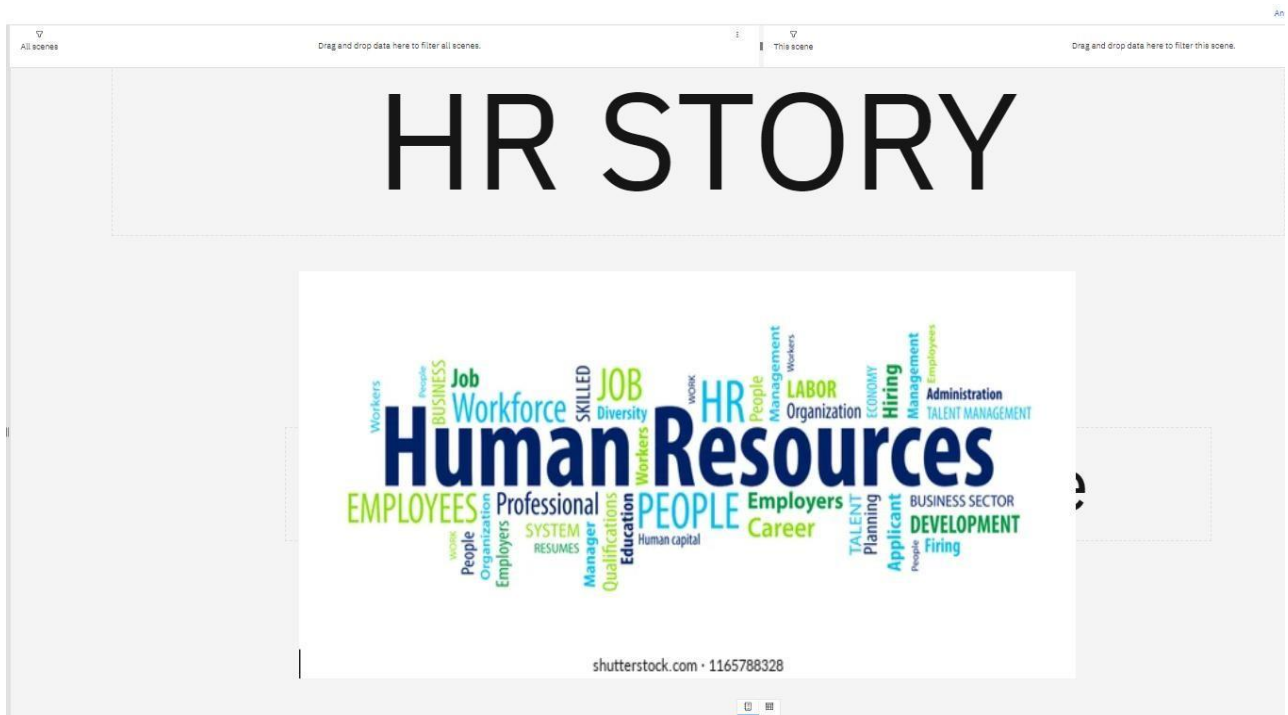 An
All scenes
Drag and drop data here to filter all scenes.
This scene
Drag and drop data here to filter this scene.
HR STORY
Workers
People
BUSINESS
Job
Workforce
SKILLED
JOB
Diversity
WORK
HR
People
Management
Workers
LABOR
Organization
ECONOMY
Hiring
Management
Employees
Administration
TALENT MANAGEMENT
Human Resources
Workers
e
EMPLOYEES
WORK
People
Organization
Employers
Professional
SYSTEM
RESUMES
Manager
Qualifications
Education
PEOPLE
Human capital
Employers
Career
TALENT
Planning
Applicant
People
BUSINESS SECTOR
DEVELOPMENT
Firing
shutterstock.com · 1165788328